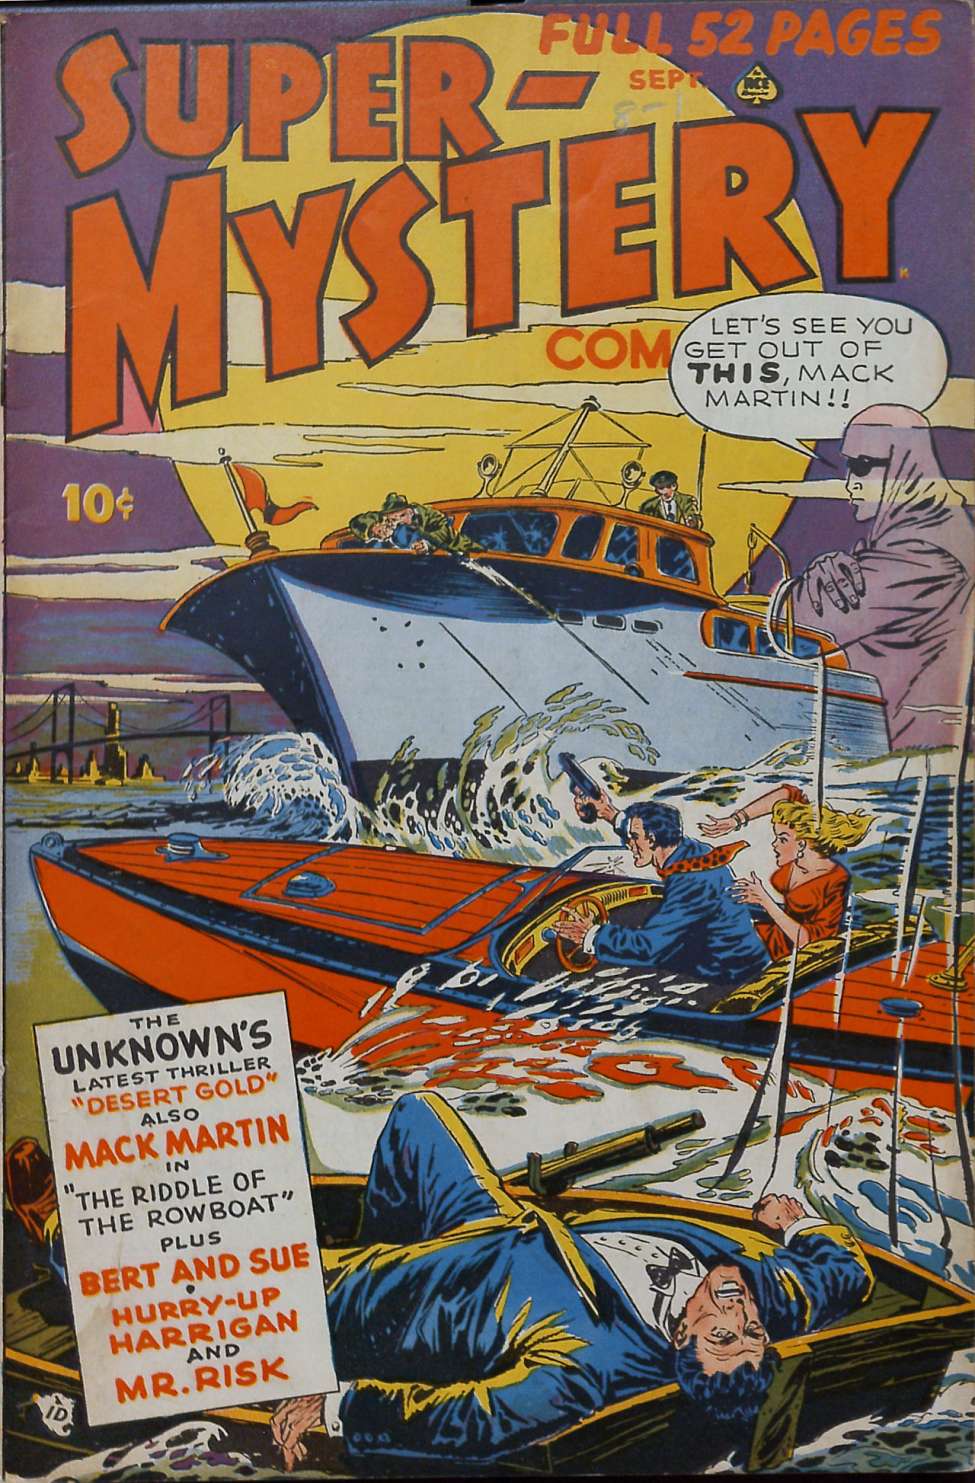 FULL 52 PAGES
SEPT.
ACE
SUPER-
MYSTERY
COM
LET'S SEE YOU
GET OUT OF
THIS, MACK
MARTIN!!
10¢
THE
UNKNOWN'S
LATEST THRILLER
"DESERT GOLD"
ALSO
MACK MARTIN
IN
"THE RIDDLE OF
THE ROWBOAT"
PLUS
BERT AND SUE
•
HURRY-UP
HARRIGAN
AND
MR. RISK